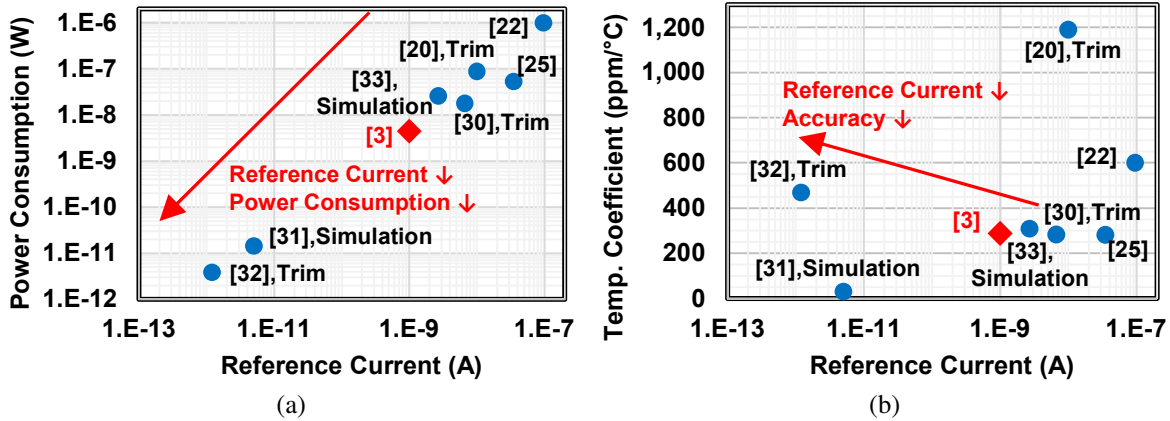 Power Consumption (W)
1.E-6
1.E-7
1.E-8
1.E-9
1.E-10
1.E-11
1.E-12
[22]
[20],Trim
[25]
[33],
Simulation
[30],Trim
[3]
Reference Current ↓
Power Consumption ↓
[31],Simulation
[32],Trim
1.E-13
1.E-11
1.E-9
1.E-7
Reference Current (A)
(a)
Temp. Coefficient (ppm/°C)
1,200
1,000
800
600
400
200
0
[20],Trim
Reference Current ↓
Accuracy ↓
[22]
[32],Trim
[3]
[30],Trim
[33],
Simulation
[25]
[31],Simulation
1.E-13
1.E-11
1.E-9
1.E-7
Reference Current (A)
(b)